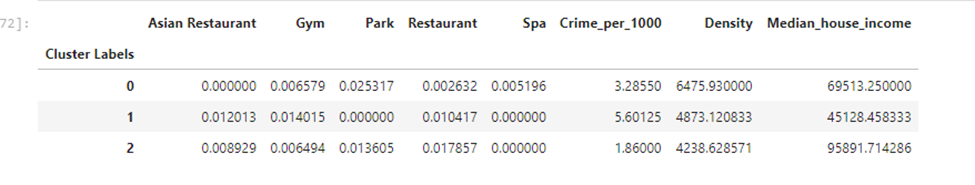 72]:
Asian Restaurant Gym Park Restaurant Spa Crime_per_1000 Density Median_house_income
Cluster Labels
0 0.000000 0.006579 0.025317 0.002632 0.005196 3.28550 6475.930000 69513.250000
1 0.012013 0.014015 0.000000 0.010417 0.000000 5.60125 4873.120833 45128.458333
2 0.008929 0.006494 0.013605 0.017857 0.000000 1.86000 4238.628571 95891.714286